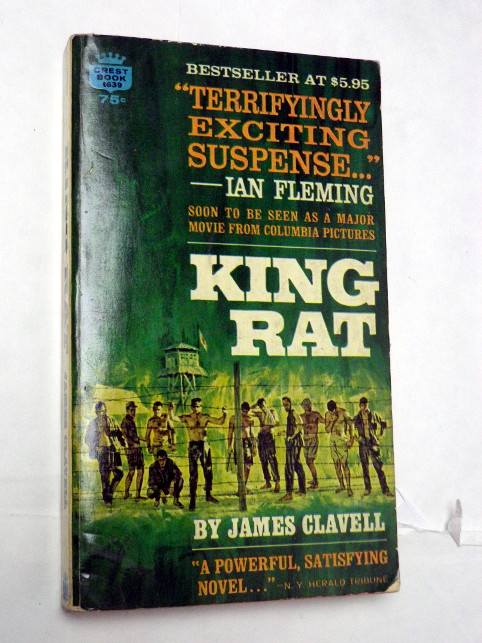 CREST
BOOK
t639
75¢
BESTSELLER AT $5.95
"TERRIFYINGLY
EXCITING
SUSPENSE..."
—IAN FLEMING
SOON TO BE SEEN AS A MAJOR
MOVIE FROM COLUMBIA PICTURES
KING
RAT
BY JAMES CLAVELL
"A POWERFUL, SATISFYING
NOVEL..."—N. Y. HERALD TRIBUNE